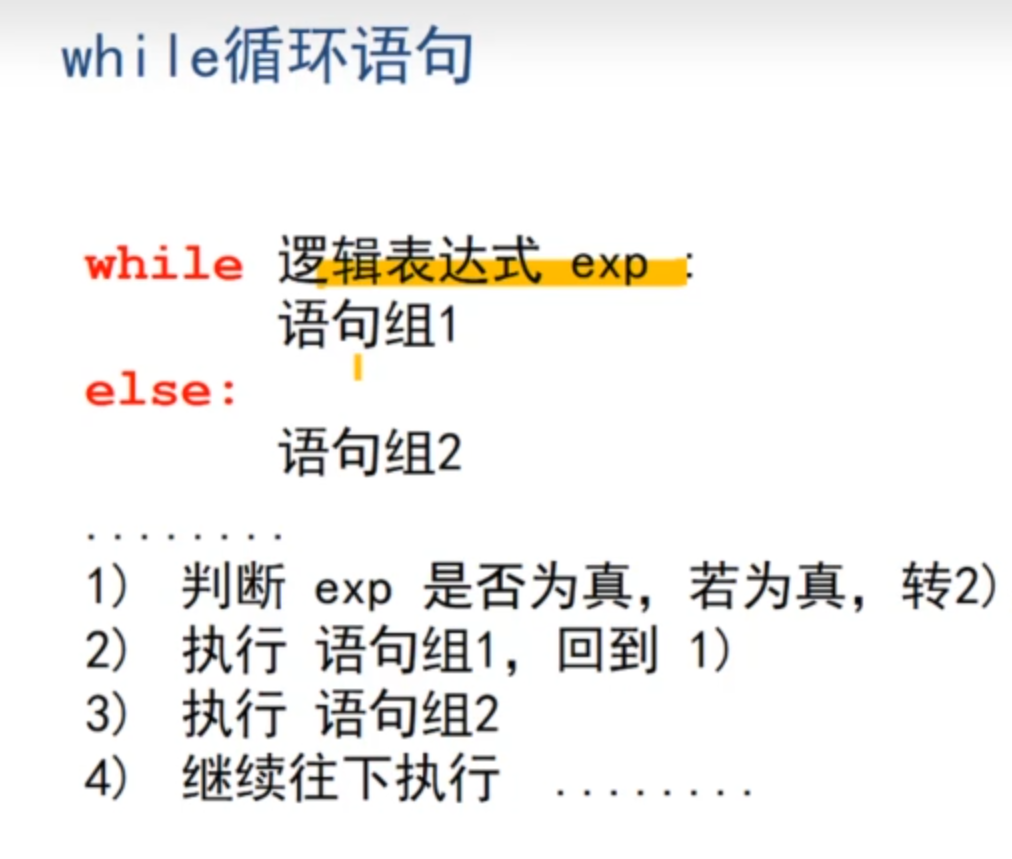 while循环语句
while 逻辑表达式 exp :
语句组1
else:
语句组2
........
1) 判断 exp 是否为真，若为真，转2)
2) 执行 语句组1，回到 1)
3) 执行 语句组2
4) 继续往下执行 ........